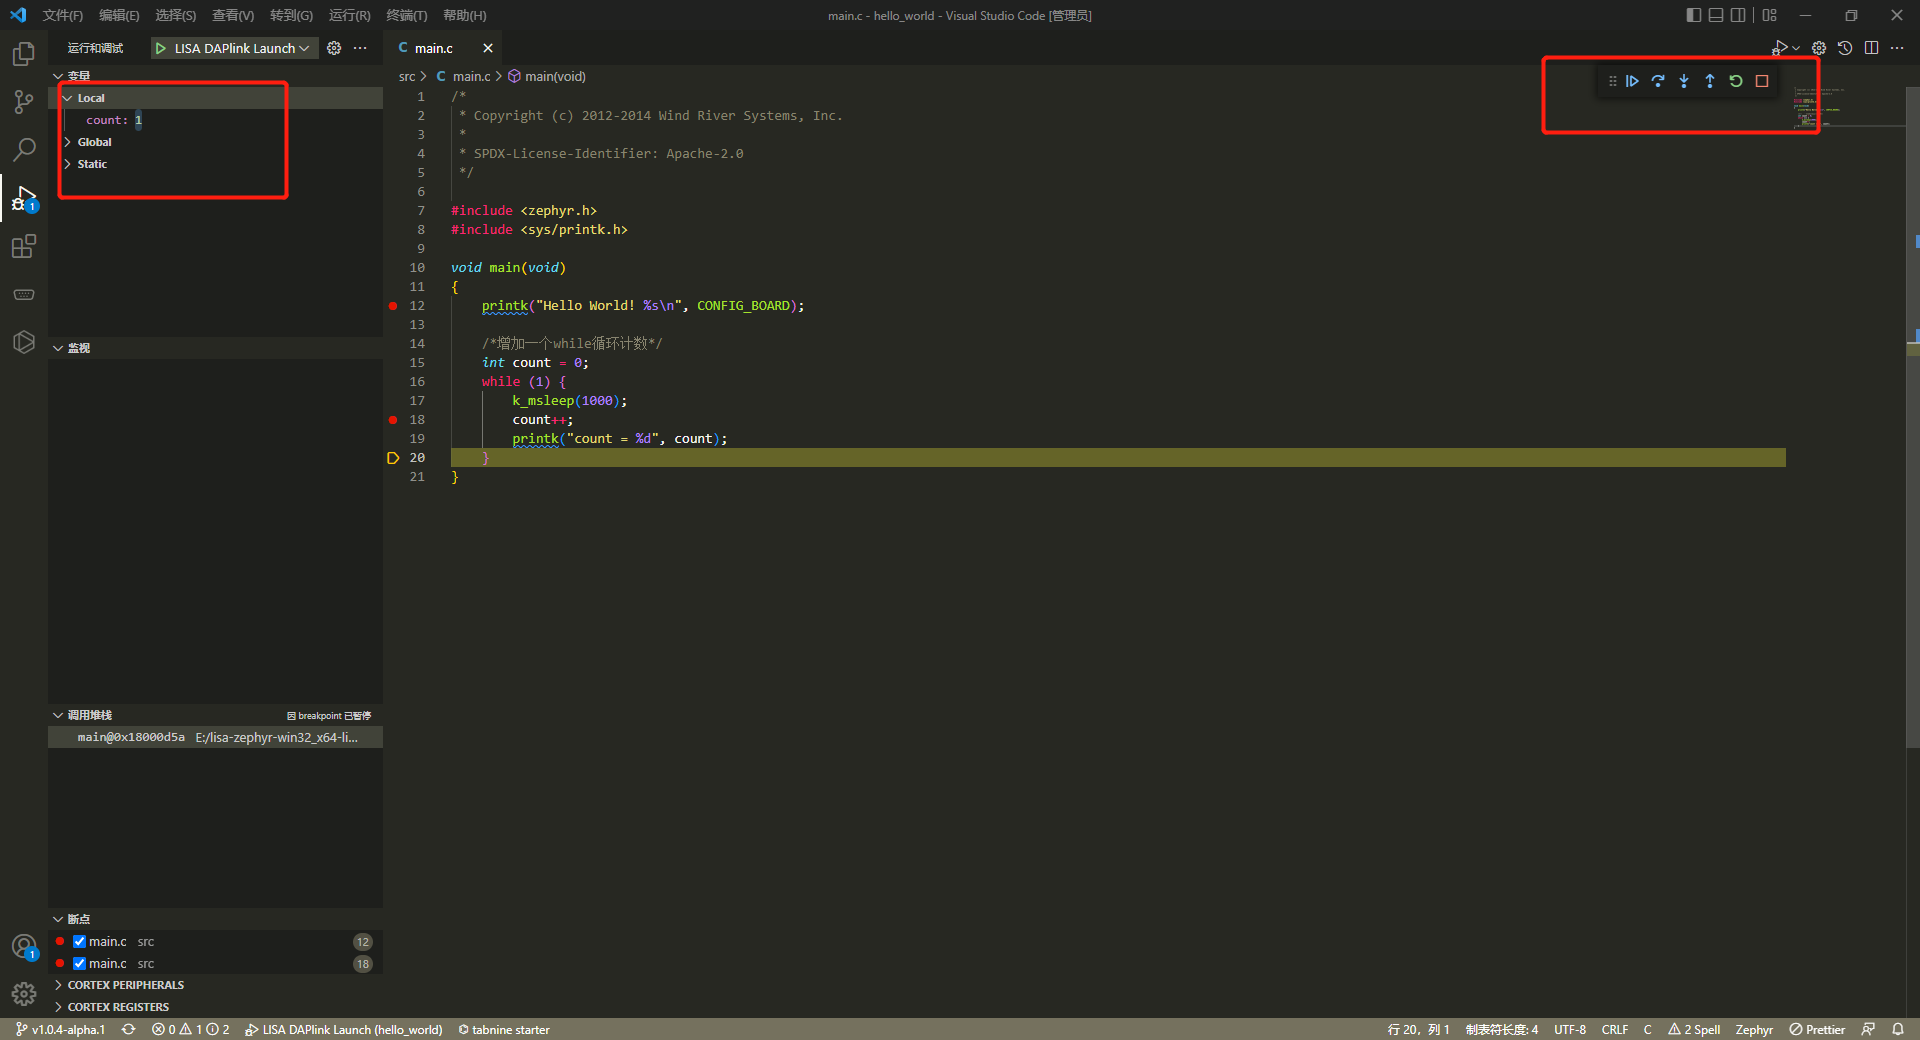 文件(F) 编辑(E) 选择(S) 查看(V) 转到(G) 运行(R) 终端(T) 帮助(H)
main.c - hello_world - Visual Studio Code [管理员]
运行和调试 LISA DAPlink Launch
变量
Local
count: 1
Global
Static
监视
调用堆栈 因 breakpoint 已暂停
main@0x18000d5a E:/lisa-zephyr-win32_x64-li...
断点
main.c src 12
main.c src 18
CORTEX PERIPHERALS
CORTEX REGISTERS
1
1
main.c
src > main.c > main(void)
1 /*
2 * Copyright (c) 2012-2014 Wind River Systems, Inc.
3 *
4 * SPDX-License-Identifier: Apache-2.0
5 */
6
7 #include <zephyr.h>
8 #include <sys/printk.h>
9
10 void main(void)
11 {
12 printk("Hello World! %s\n", CONFIG_BOARD);
13
14 /*增加一个while循环计数*/
15 int count = 0;
16 while (1) {
17 k_msleep(1000);
18 count++;
19 printk("count = %d", count);
20 }
21 }
v1.0.4-alpha.1 0 1 2 LISA DAPlink Launch (hello_world) tabnine starter
行 20，列 1 制表符长度: 4 UTF-8 CRLF C 2 Spell Zephyr Prettier